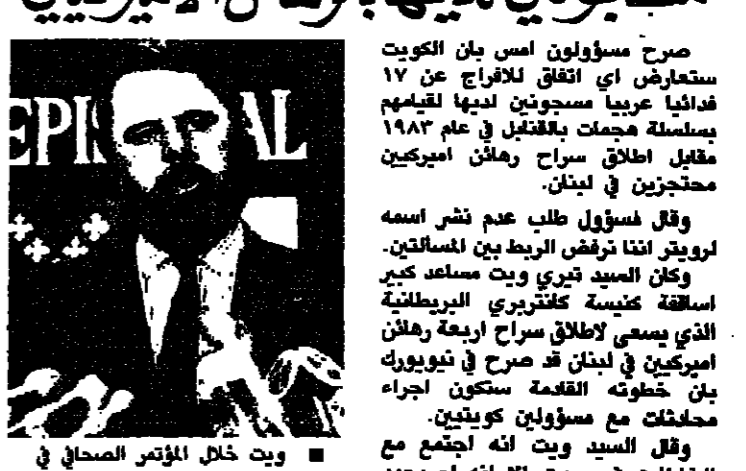 صرح مسؤولون امس بان الكويت
ستعارض اي اتفاق للافراج عن ١٧
فدائيا عربيا مسجونين لديها لقيامهم
بسلسلة هجمات بالقنابل في عام ١٩٨٣
مقابل اطلاق سراح رهائن اميركيين
محتجزين في لبنان.
وقال مسؤول طلب عدم نشر اسمه
لرويتر اننا نرفض الربط بين المسألتين.
وكان السيد تيري ويت مساعد كبير
اساقفة كنيسة كانتربري البريطانية
الذي يسعى لاطلاق سراح اربعة رهائن
اميركيين في لبنان قد صرح في نيويورك
بان خطوته القادمة ستكون اجراء
محادثات مع مسؤولين كويتيين.
وقال السيد ويت انه اجتمع مع
EPIS AL
■ ويت خلال المؤتمر الصحافي في